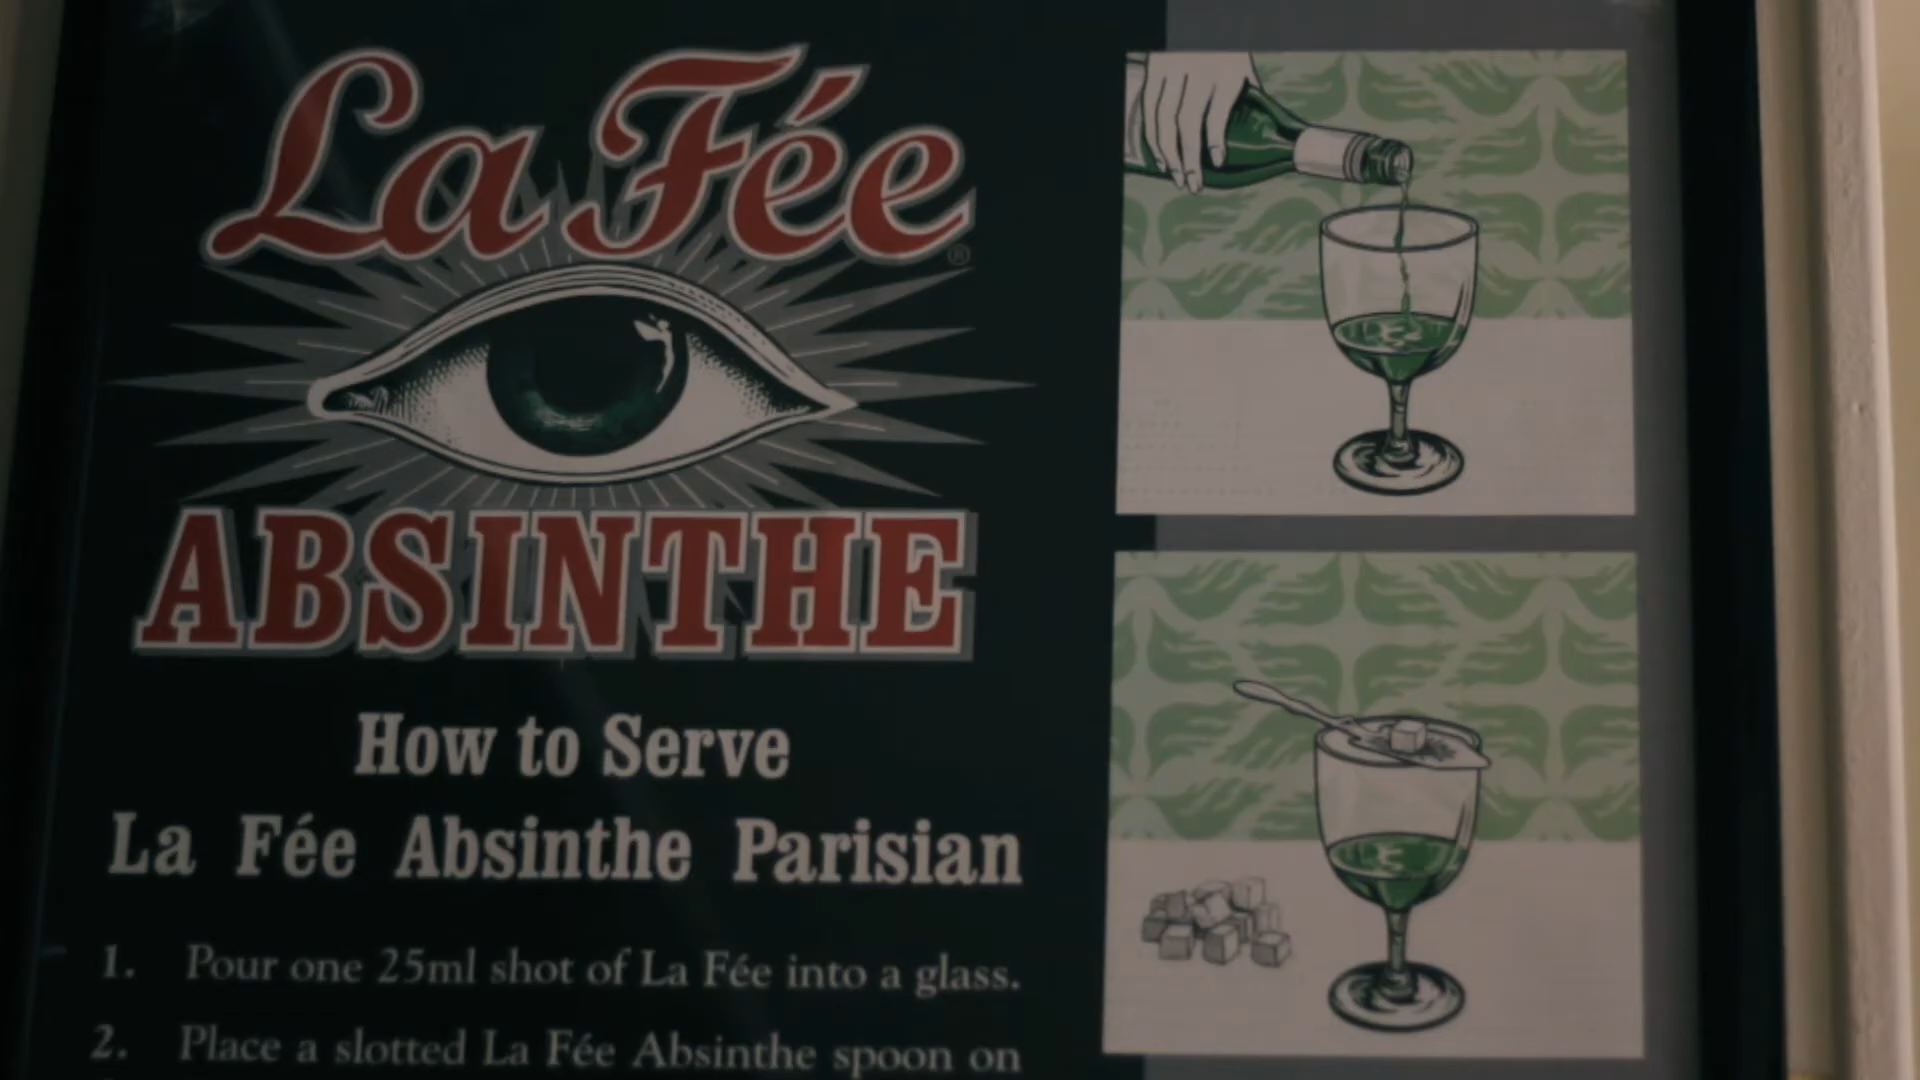 La Fée
®
ABSINTHE
How to Serve
La Fée Absinthe Parisian
1. Pour one 25ml shot of La Fée into a glass.
2. Place a slotted La Fée Absinthe spoon on